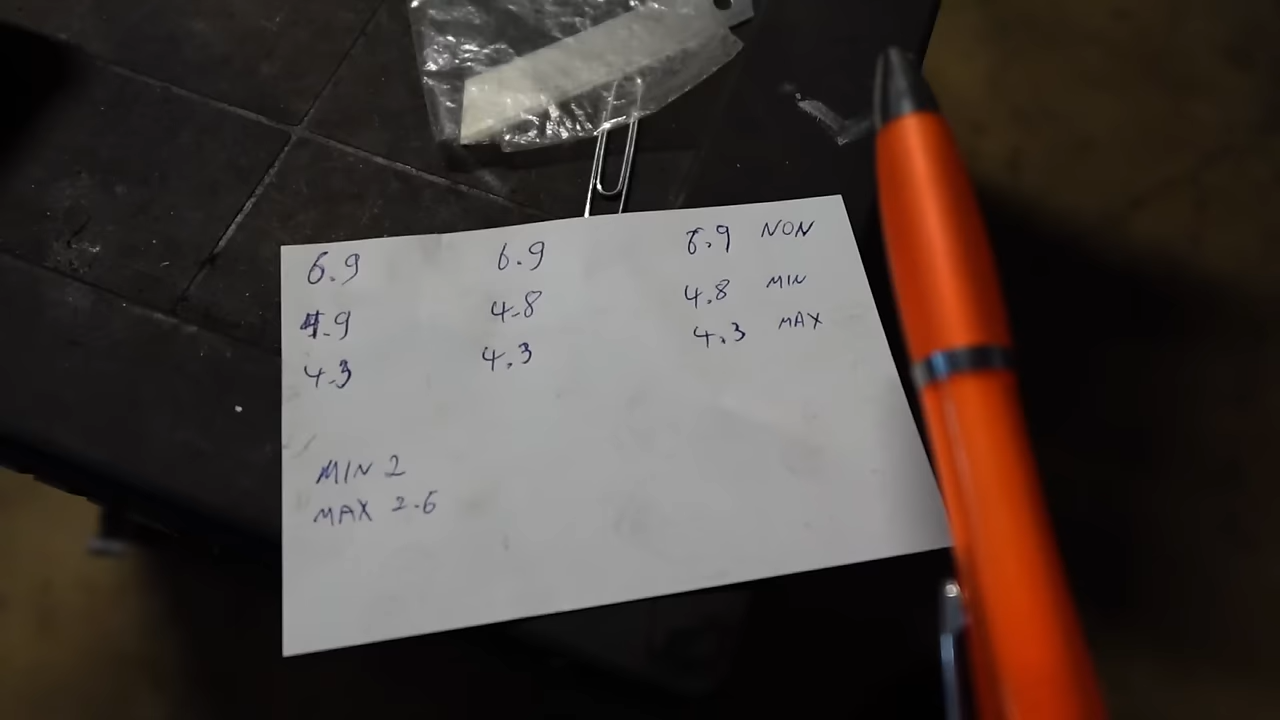 6.9 6.9 6.9 NON
4.9 4.8 4.8 MIN
4.3 4.3 4.3 MAX
MIN 2
MAX 2.6